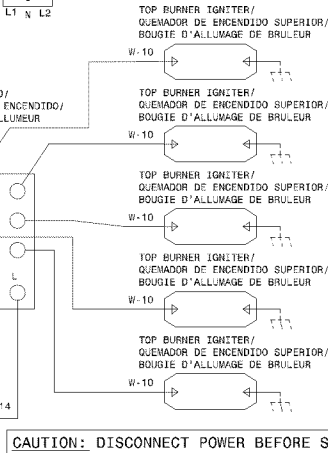 L1 N L2
TOP BURNER IGNITER/
QUEMADOR DE ENCENDIDO SUPERIOR/
BOUGIE D'ALLUMAGE DE BRULEUR
W-10
ENCENDIDO/
TOP BURNER IGNITER/
QUEMADOR DE ENCENDIDO SUPERIOR/
BOUGIE D'ALLUMAGE DE BRULEUR
W-10
TOP BURNER IGNITER/
QUEMADOR DE ENCENDIDO SUPERIOR/
BOUGIE D'ALLUMAGE DE BRULEUR
W-10
TOP BURNER IGNITER/
QUEMADOR DE ENCENDIDO SUPERIOR/
BOUGIE D'ALLUMAGE DE BRULEUR
L
W-10
TOP BURNER IGNITER/
QUEMADOR DE ENCENDIDO SUPERIOR/
BOUGIE D'ALLUMAGE DE BRULEUR
W-10
14
CAUTION: DISCONNECT POWER BEFORE S